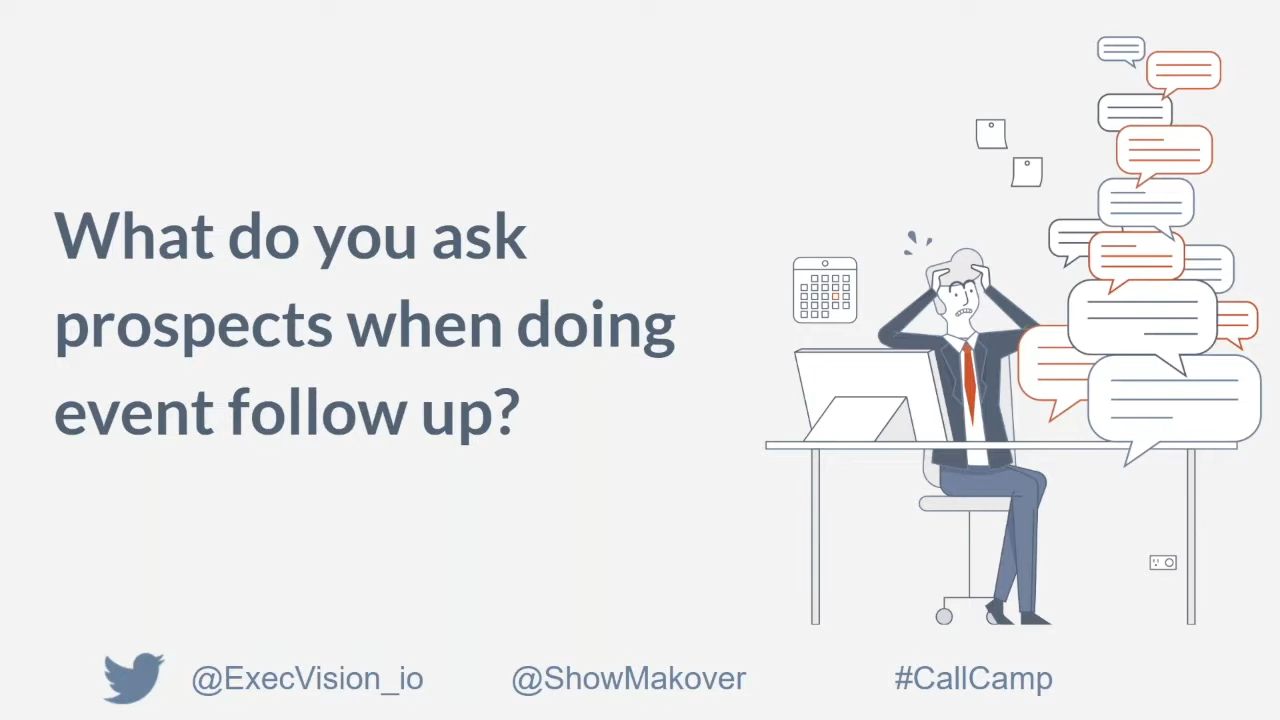 What do you ask
prospects when doing
event follow up?
@ExecVision_io @ShowMakover #CallCamp